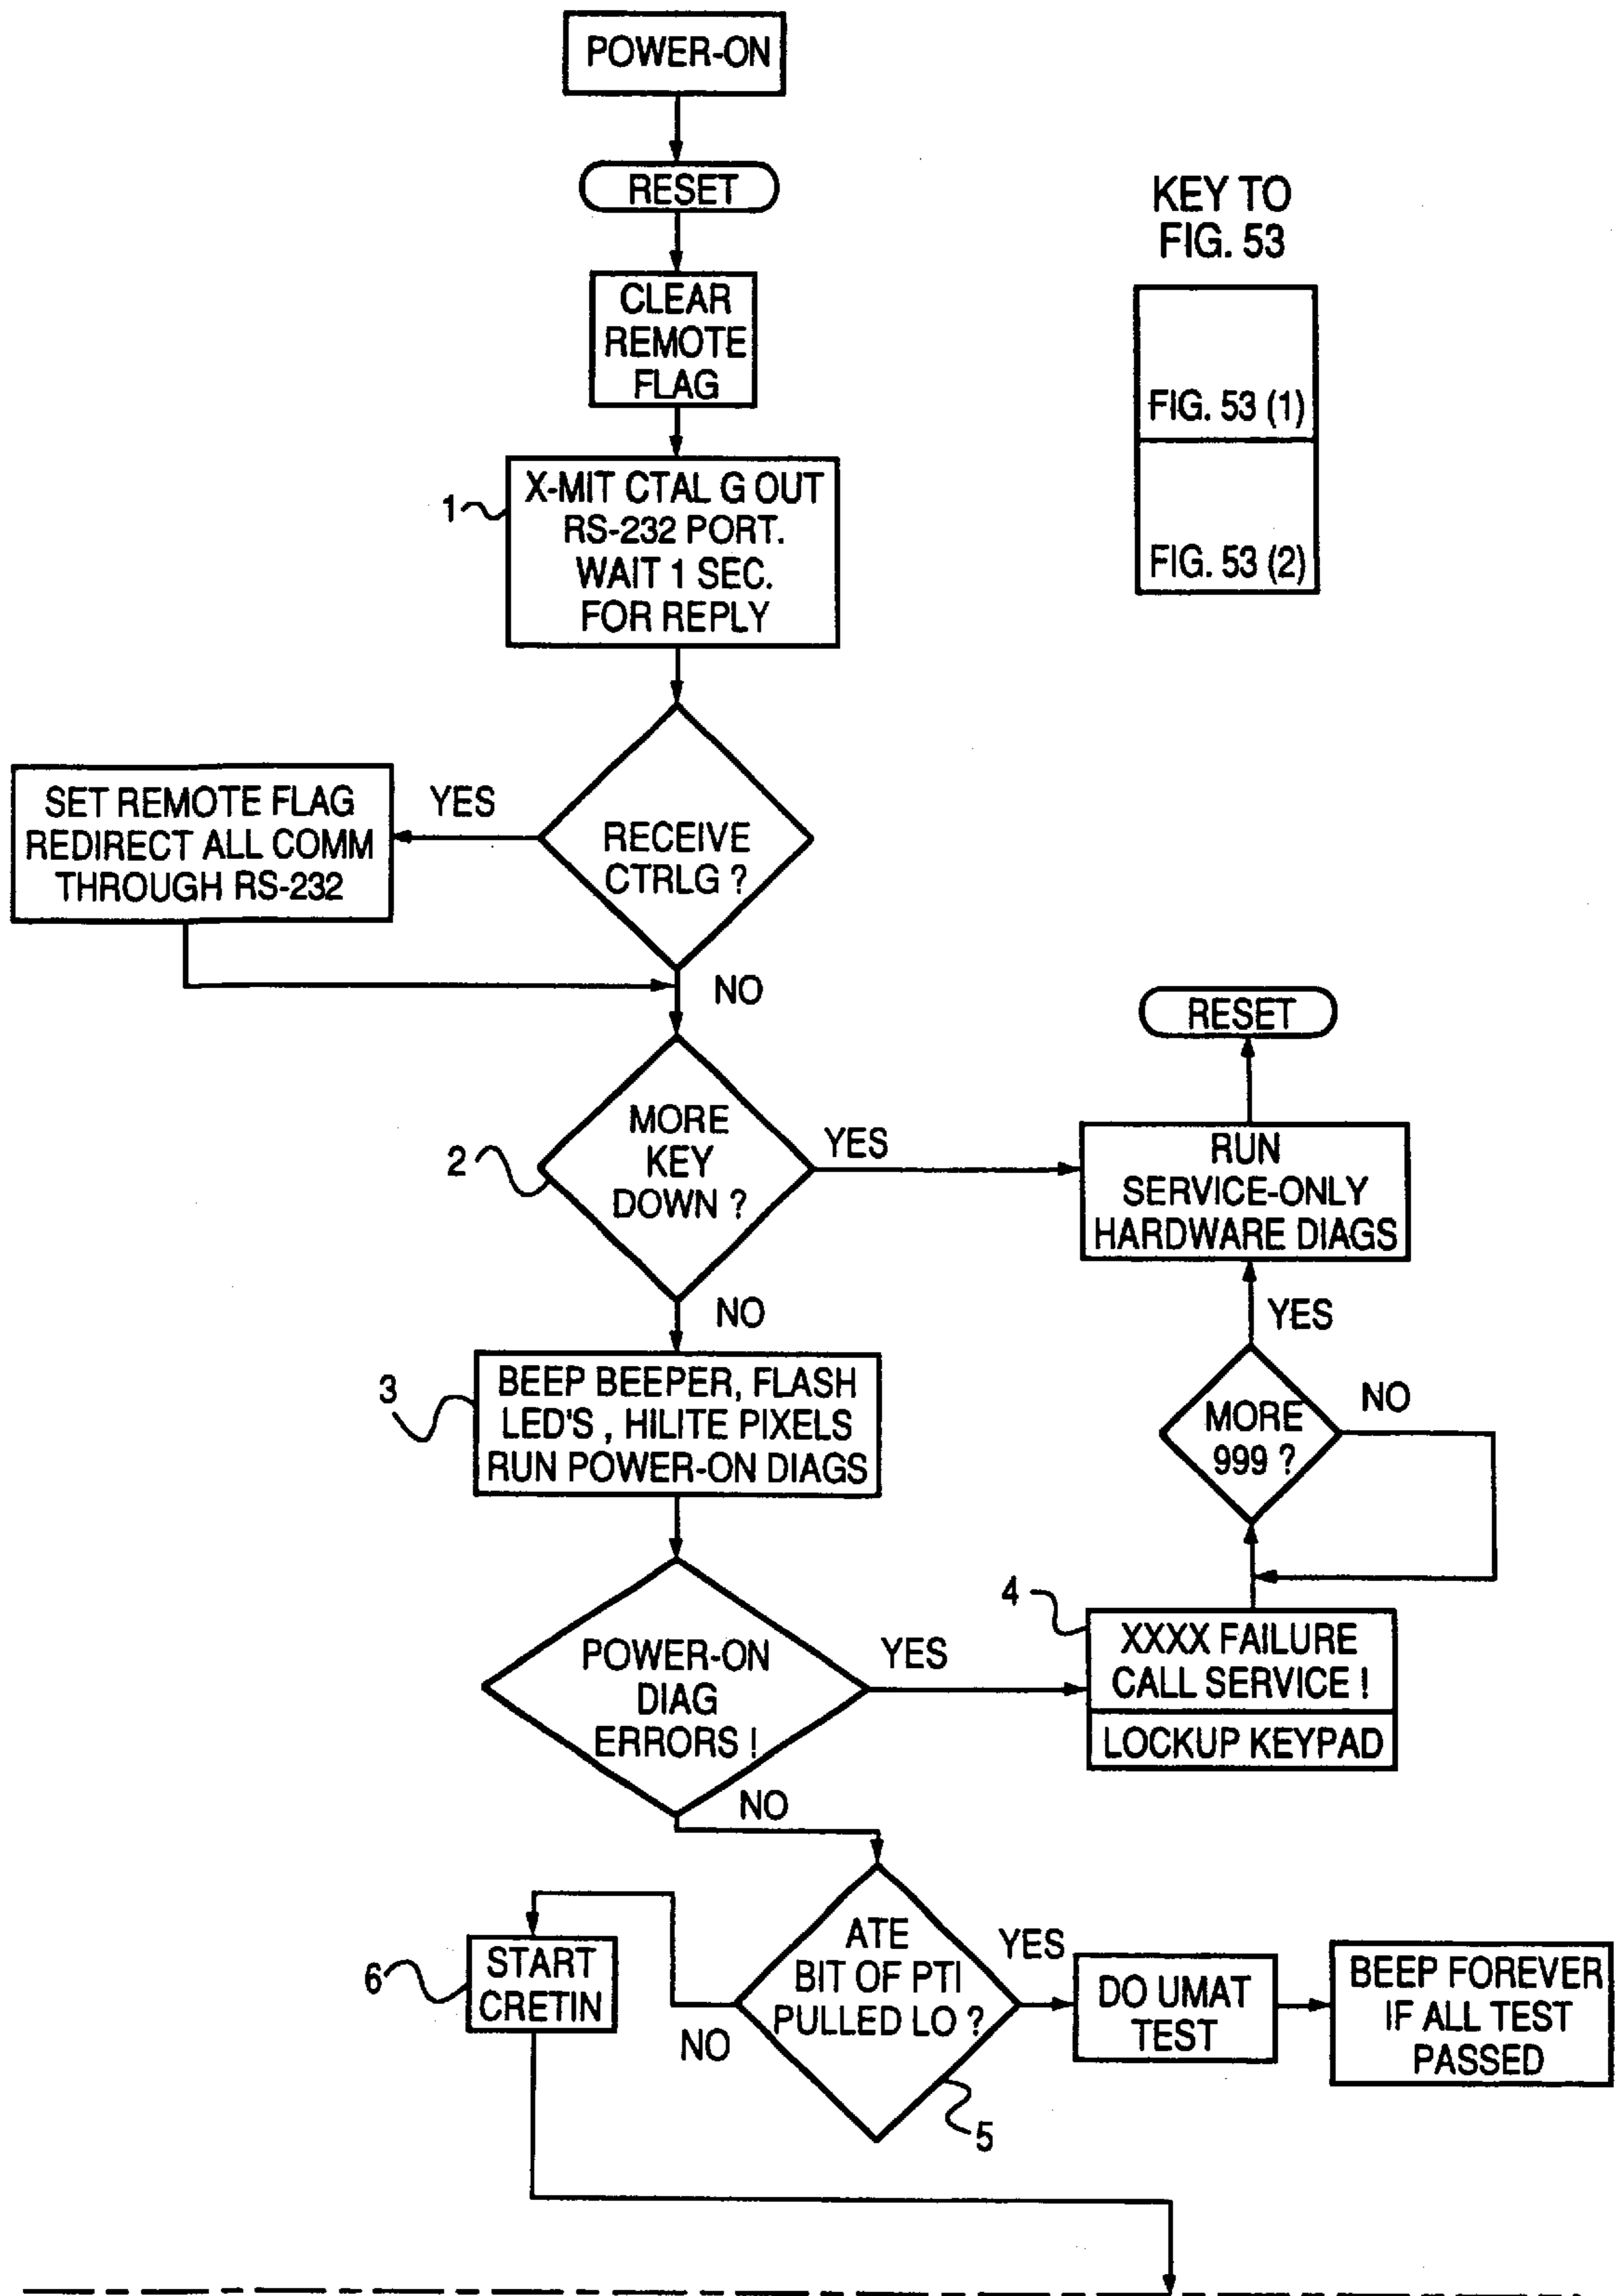 POWER-ON
RESET
KEY TO
FIG. 53
FIG. 53 (1)
FIG. 53 (2)
CLEAR
REMOTE
FLAG
1
X-MIT CTAL G OUT
RS-232 PORT.
WAIT 1 SEC.
FOR REPLY
SET REMOTE FLAG
REDIRECT ALL COMM
THROUGH RS-232
YES
RECEIVE
CTRLG ?
NO
RESET
2
MORE
KEY
DOWN ?
YES
RUN
SERVICE-ONLY
HARDWARE DIAGS
NO
YES
3
BEEP BEEPER, FLASH
LED'S , HILITE PIXELS
RUN POWER-ON DIAGS
MORE
999 ?
NO
POWER-ON
DIAG
ERRORS !
YES
4
XXXX FAILURE
CALL SERVICE !
LOCKUP KEYPAD
NO
6
START
CRETIN
ATE
BIT OF PTI
PULLED LO ?
NO
YES
5
DO UMAT
TEST
BEEP FOREVER
IF ALL TEST
PASSED